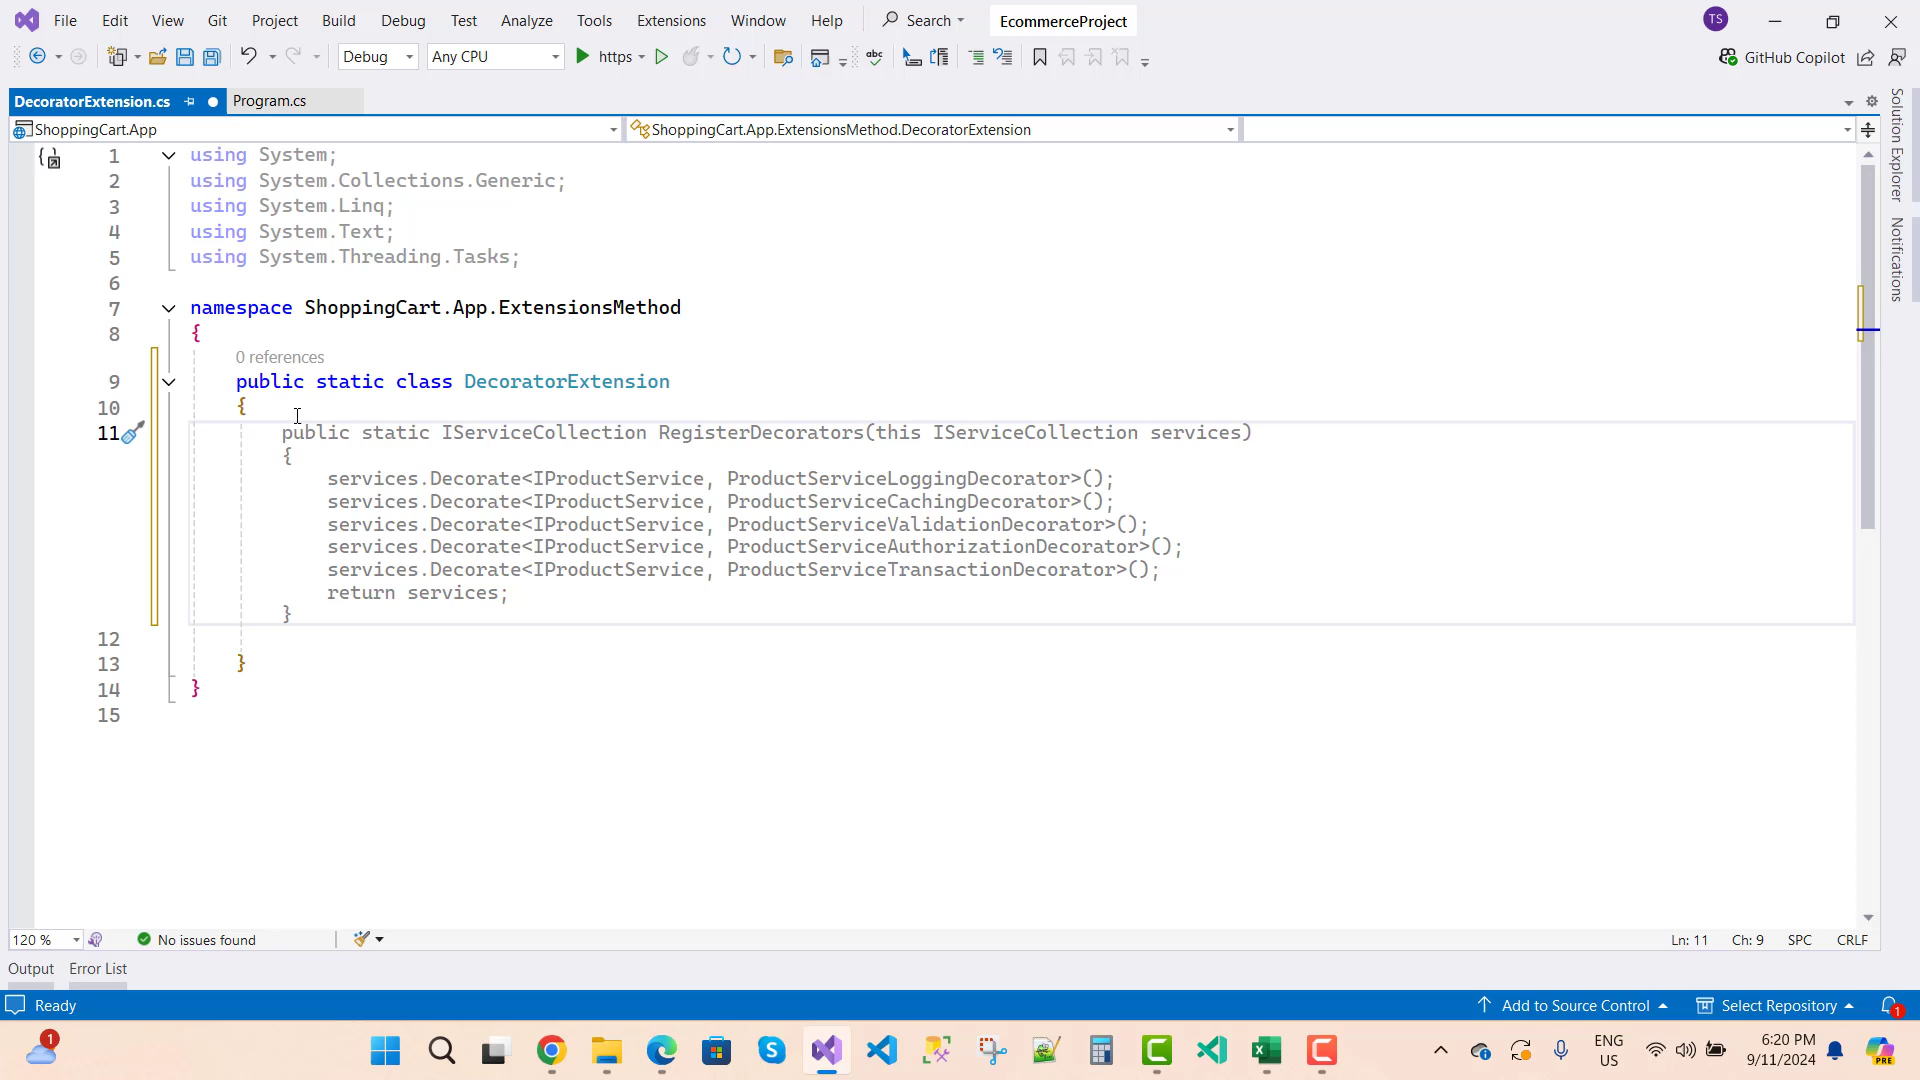 File Edit View Git Project Build Debug Test Analyze Tools Extensions Window Help Search EcommerceProject TS
Debug Any CPU https abc GitHub Copilot
DecoratorExtension.cs Program.cs
ShoppingCart.App ShoppingCart.App.ExtensionsMethod.DecoratorExtension
1 using System;
2 using System.Collections.Generic;
3 using System.Linq;
4 using System.Text;
5 using System.Threading.Tasks;
6
7 namespace ShoppingCart.App.ExtensionsMethod
8 {
0 references
9 public static class DecoratorExtension
10 {
11 public static IServiceCollection RegisterDecorators(this IServiceCollection services)
{
services.Decorate<IProductService, ProductServiceLoggingDecorator>();
services.Decorate<IProductService, ProductServiceCachingDecorator>();
services.Decorate<IProductService, ProductServiceValidationDecorator>();
services.Decorate<IProductService, ProductServiceAuthorizationDecorator>();
services.Decorate<IProductService, ProductServiceTransactionDecorator>();
return services;
}
12
13 }
14 }
15
Solution Explorer
Notifications
120 % No issues found Ln: 11 Ch: 9 SPC CRLF
Output Error List
Ready Add to Source Control Select Repository 1
1 ENG 6:20 PM
US 9/11/2024 PRE